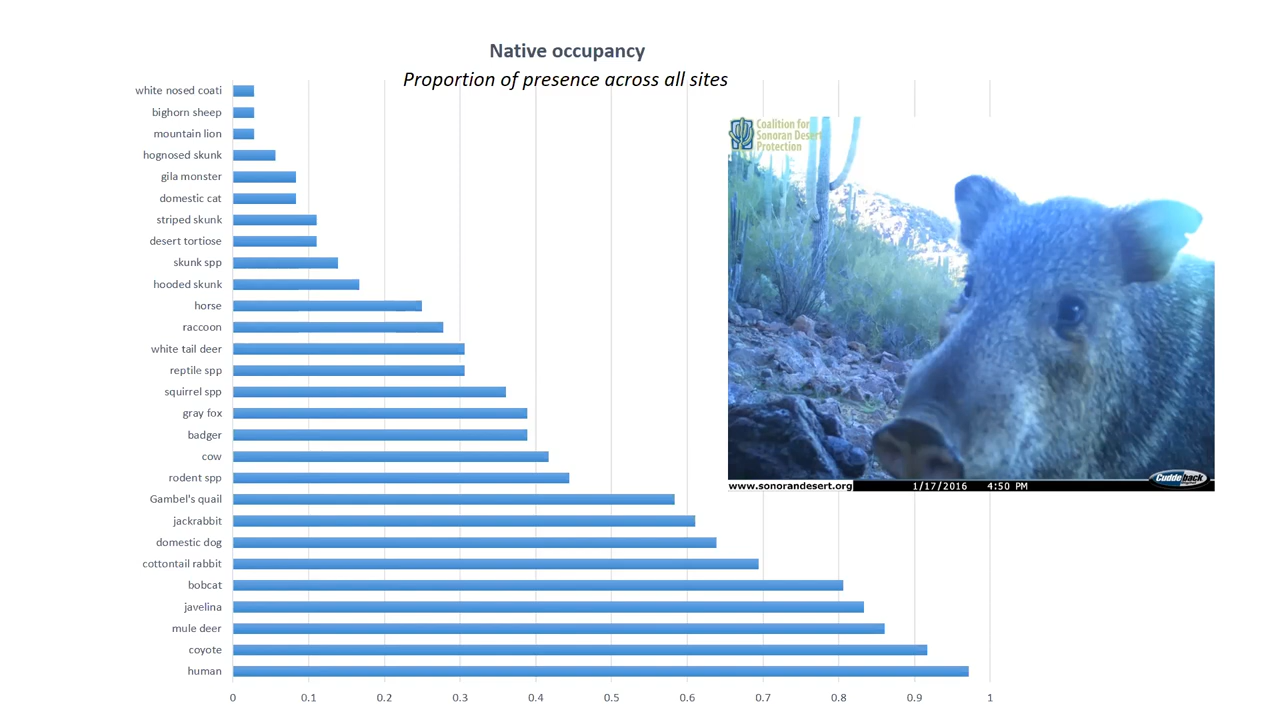 Native occupancy
Proportion of presence across all sites
white nosed coati
bighorn sheep
mountain lion
hognosed skunk
gila monster
domestic cat
striped skunk
desert tortiose
skunk spp
hooded skunk
horse
raccoon
white tail deer
reptile spp
squirrel spp
gray fox
badger
cow
rodent spp
Gambel's quail
jackrabbit
domestic dog
cottontail rabbit
bobcat
javelina
mule deer
coyote
human
0 0.1 0.2 0.3 0.4 0.5 0.6 0.7 0.8 0.9 1
Coalition for
Sonoran Desert
Protection
www.sonorandesert.org 1/17/2016 4:50 PM Cuddeback